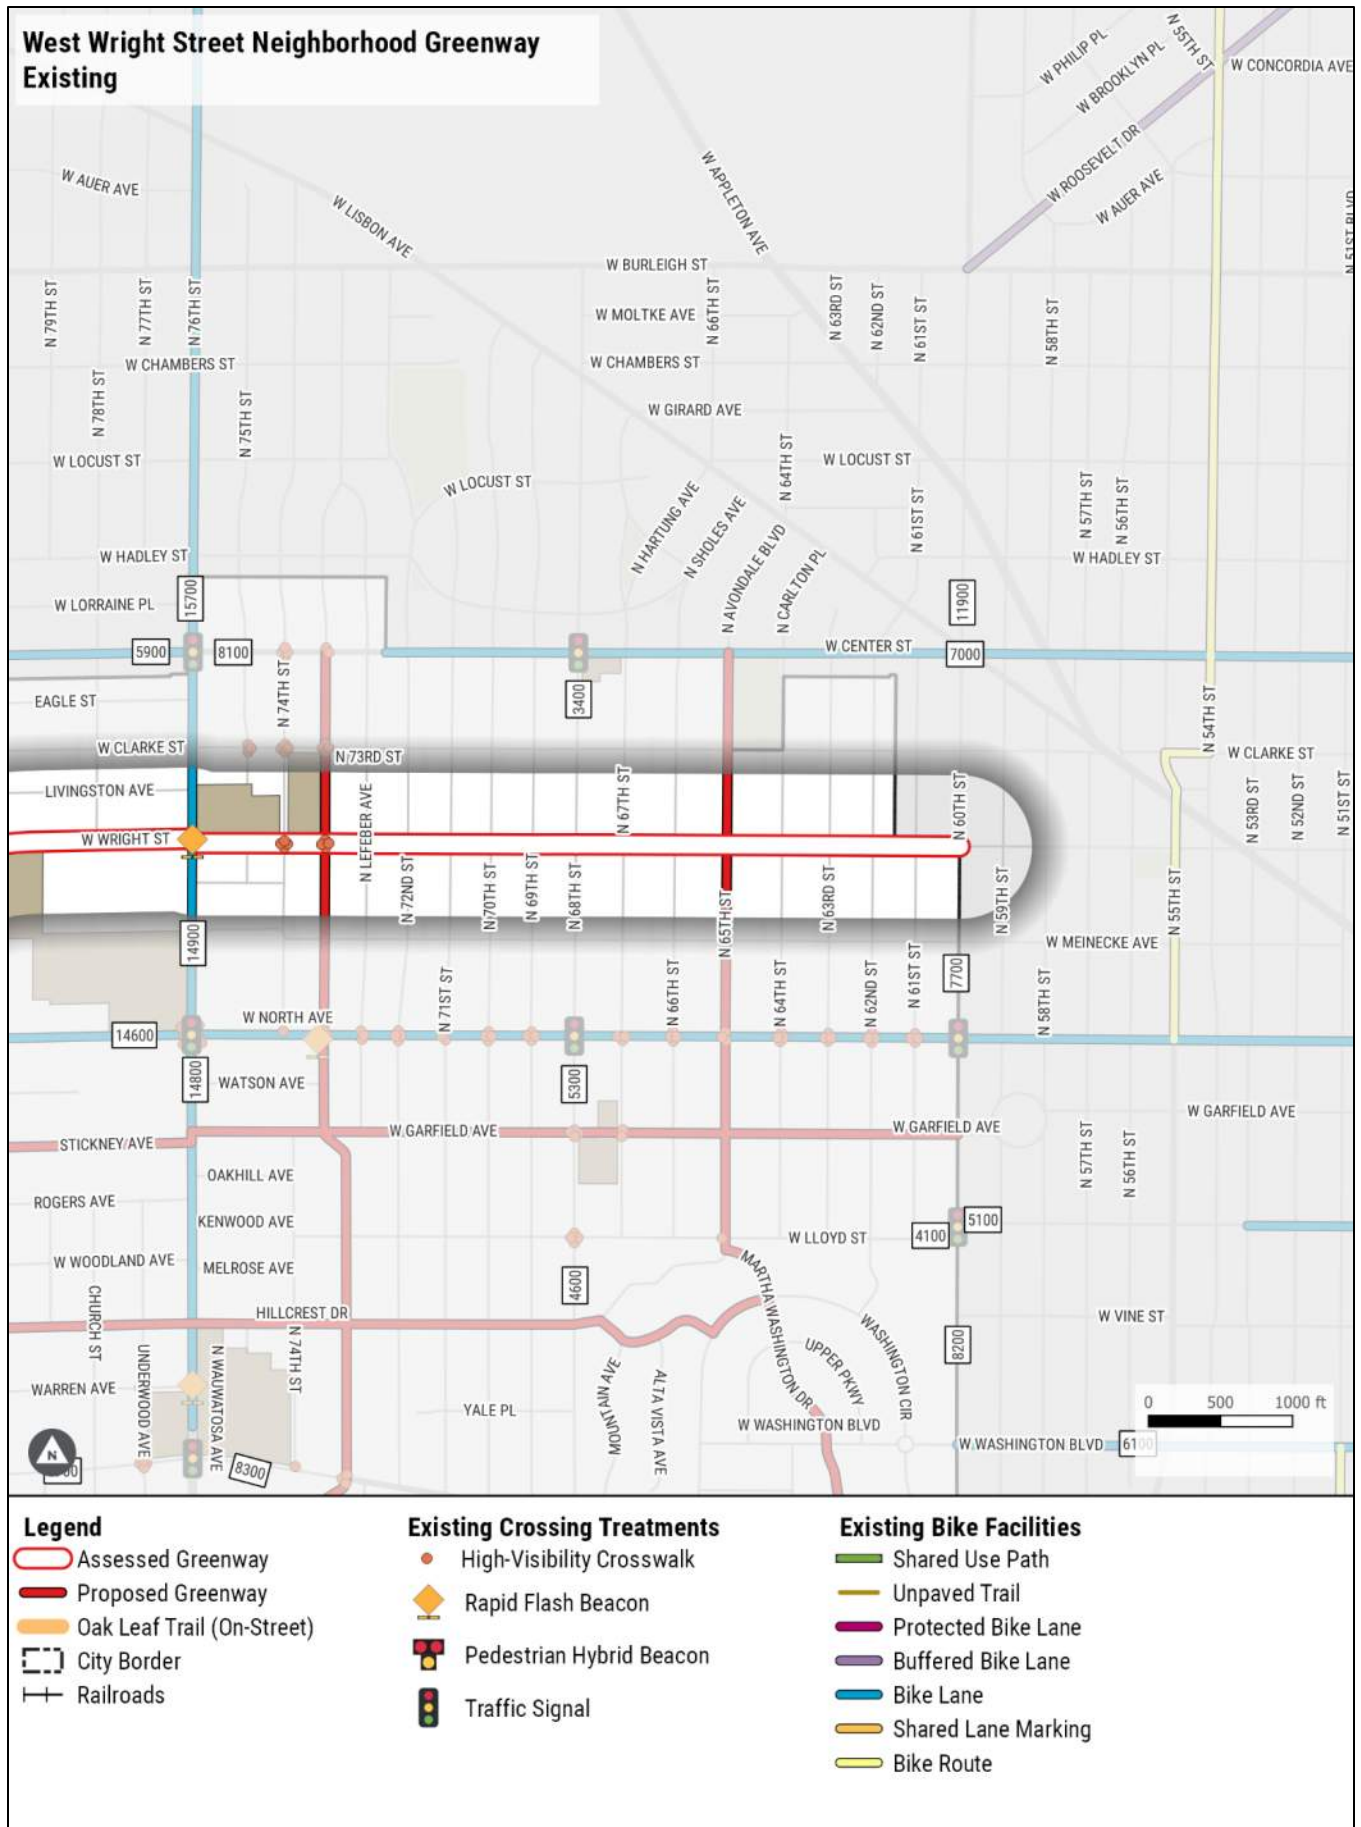 West Wright Street Neighborhood Greenway
Existing
N 55TH ST
W PHILIP PL
W BROOKLYN PL
W CONCORDIA AVE
W ROOSEVELT DR
W AUER AVE
W AUER AVE
W LISBON AVE
W APPLETON AVE
N 51ST BLVD
W BURLEIGH ST
N 79TH ST
N 77TH ST
N 76TH ST
W MOLTKE AVE
N 66TH ST
N 63RD ST
N 62ND ST
N 61ST ST
N 58TH ST
W CHAMBERS ST
W CHAMBERS ST
N 78TH ST
N 75TH ST
W GIRARD AVE
W LOCUST ST
W LOCUST ST
W LOCUST ST
N 64TH ST
N HARTUNG AVE
N SHOLES AVE
N AVONDALE BLVD
N CARLTON PL
N 61ST ST
N 57TH ST
N 56TH ST
W HADLEY ST
W HADLEY ST
W LORRAINE PL
15700
11900
5900
8100
W CENTER ST
7000
N 74TH ST
3400
EAGLE ST
N 54TH ST
W CLARKE ST
N 73RD ST
W CLARKE ST
LIVINGSTON AVE
N LEFEBER AVE
N 67TH ST
N 60TH ST
N 53RD ST
N 52ND ST
N 51ST ST
W WRIGHT ST
N 72ND ST
N 70TH ST
N 69TH ST
N 68TH ST
N 65TH ST
N 63RD ST
N 59TH ST
N 55TH ST
14900
W MEINECKE AVE
N 71ST ST
N 66TH ST
N 64TH ST
N 62ND ST
N 61ST ST
7700
N 58TH ST
W NORTH AVE
14600
14800
WATSON AVE
5300
W GARFIELD AVE
STICKNEY AVE
W GARFIELD AVE
W GARFIELD AVE
N 57TH ST
N 56TH ST
OAKHILL AVE
ROGERS AVE
KENWOOD AVE
W LLOYD ST
4100
5100
W WOODLAND AVE
MELROSE AVE
4600
MARTHA WASHINGTON DR
CHURCH ST
HILLCREST DR
WASHINGTON CIR
W VINE ST
UNDERWOOD AVE
N WAUWATOSA AVE
N 74TH ST
UPPER PKWY
8200
WARREN AVE
MOUNTAIN AVE
ALTA VISTA AVE
YALE PL
W WASHINGTON BLVD
0 500 1000 ft
W WASHINGTON BLVD
6100
N
8300
Legend
Assessed Greenway
Proposed Greenway
Oak Leaf Trail (On-Street)
City Border
Railroads
Existing Crossing Treatments
High-Visibility Crosswalk
Rapid Flash Beacon
Pedestrian Hybrid Beacon
Traffic Signal
Existing Bike Facilities
Shared Use Path
Unpaved Trail
Protected Bike Lane
Buffered Bike Lane
Bike Lane
Shared Lane Marking
Bike Route